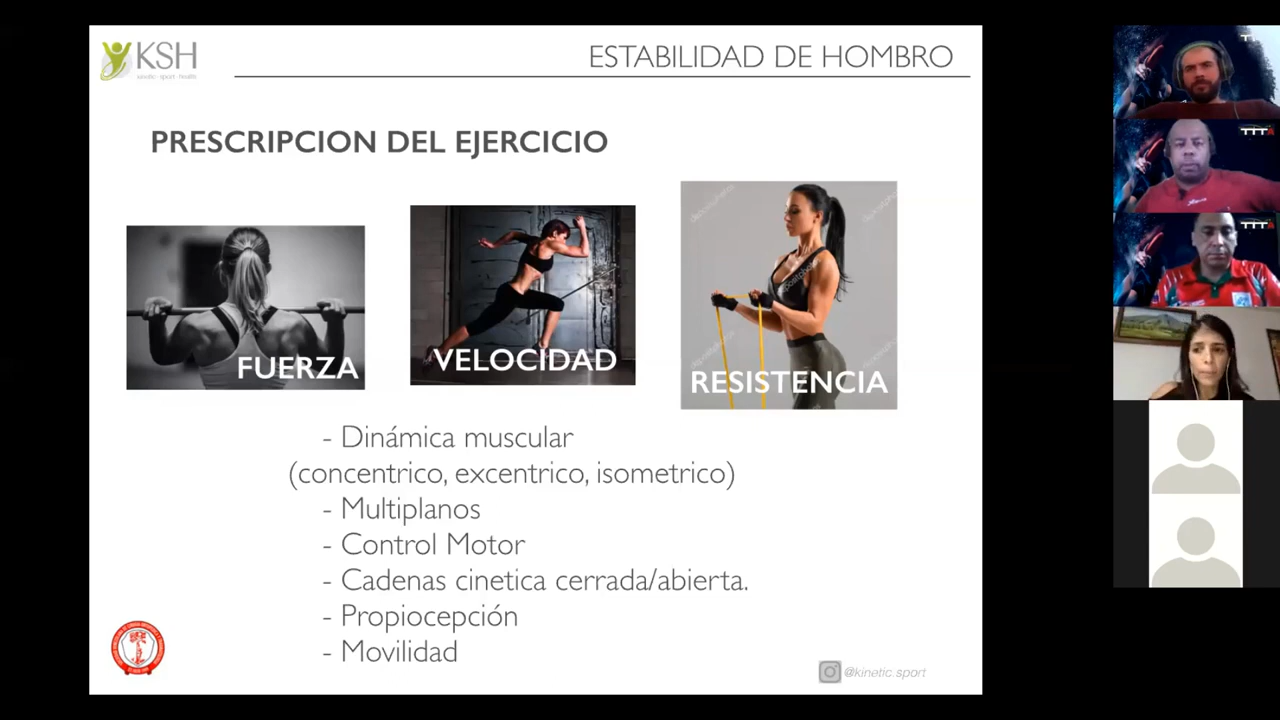 KSH
kinetic · sport · health
ESTABILIDAD DE HOMBRO
PRESCRIPCION DEL EJERCICIO
FUERZA
VELOCIDAD
RESISTENCIA
- Dinámica muscular
(concentrico, excentrico, isometrico)
- Multiplanos
- Control Motor
- Cadenas cinetica cerrada/abierta.
- Propiocepción
- Movilidad
@kinetic.sport